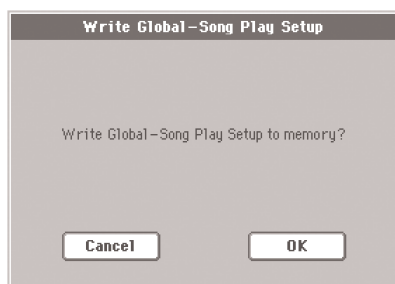 Write Global-Song Play Setup
Write Global-Song Play Setup to memory?
Cancel OK